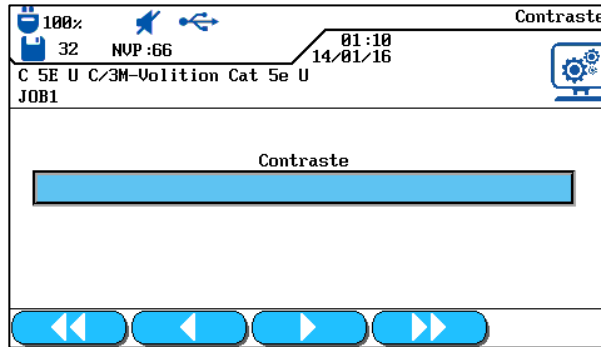 100% Contraste
32 NVP:66 01:10
14/01/16
C 5E U C/3M-Volition Cat 5e U
JOB1
Contraste